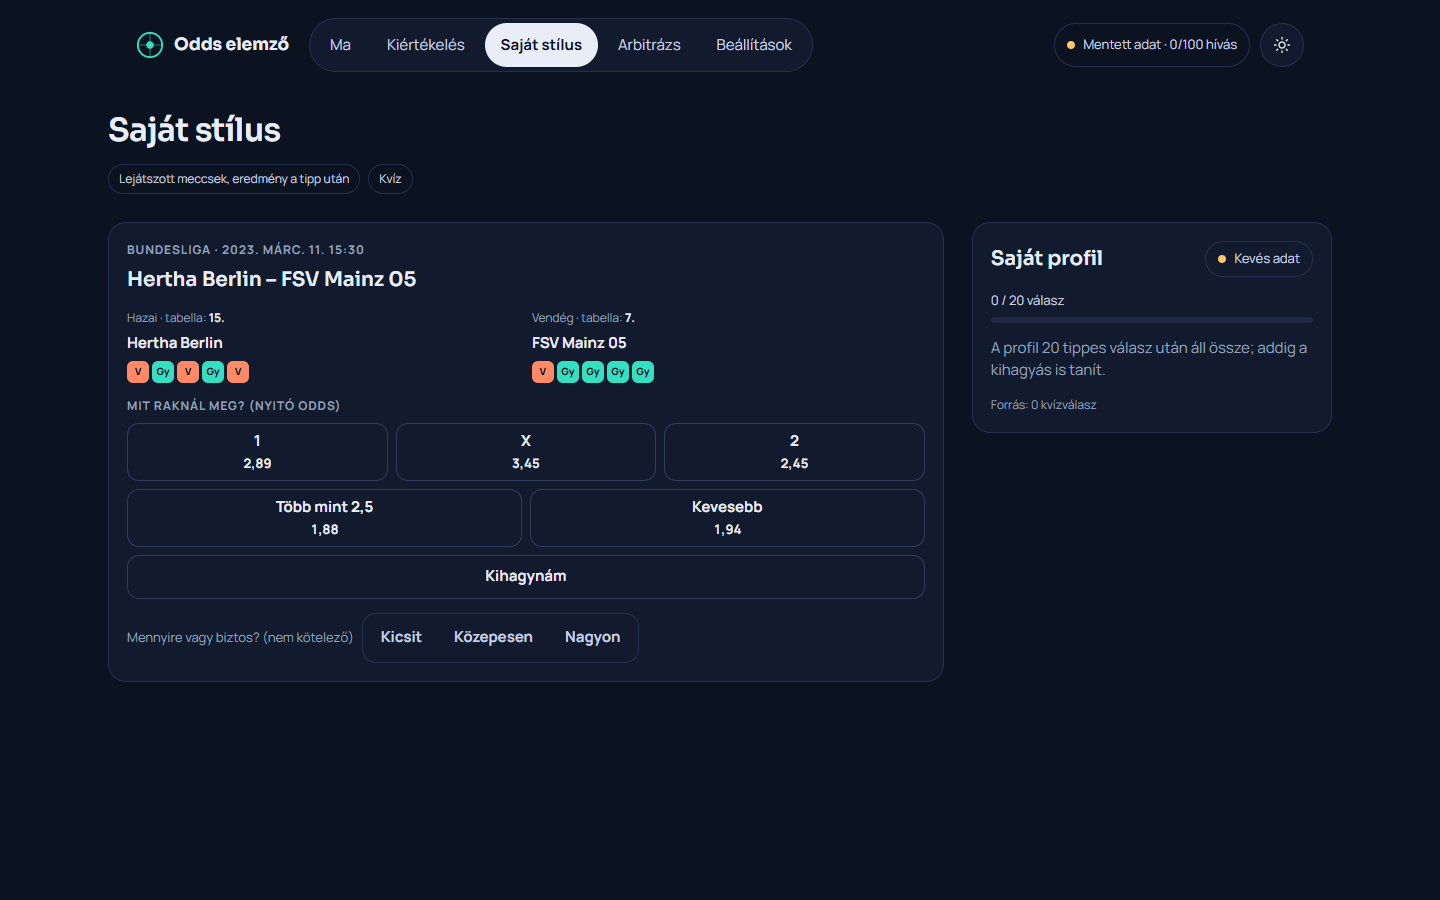 Odds elemző
Ma
Kiértékelés
Saját stílus
Arbitrázs
Beállítások
Mentett adat · 0/100 hívás
Saját stílus
Lejátszott meccsek, eredmény a tipp után
Kvíz
BUNDESLIGA · 2023. MÁRC. 11. 15:30
Hertha Berlin – FSV Mainz 05
Hazai · tabella: 15.
Hertha Berlin
V Gy V Gy V
Vendég · tabella: 7.
FSV Mainz 05
V Gy Gy Gy Gy
MIT RAKNÁL MEG? (NYITÓ ODDS)
1
2,89
X
3,45
2
2,45
Több mint 2,5
1,88
Kevesebb
1,94
Kihagynám
Mennyire vagy biztos? (nem kötelező)
Kicsit
Közepesen
Nagyon
Saját profil
Kevés adat
0 / 20 válasz
A profil 20 tippes válasz után áll össze; addig a
kihagyás is tanít.
Forrás: 0 kvízválasz